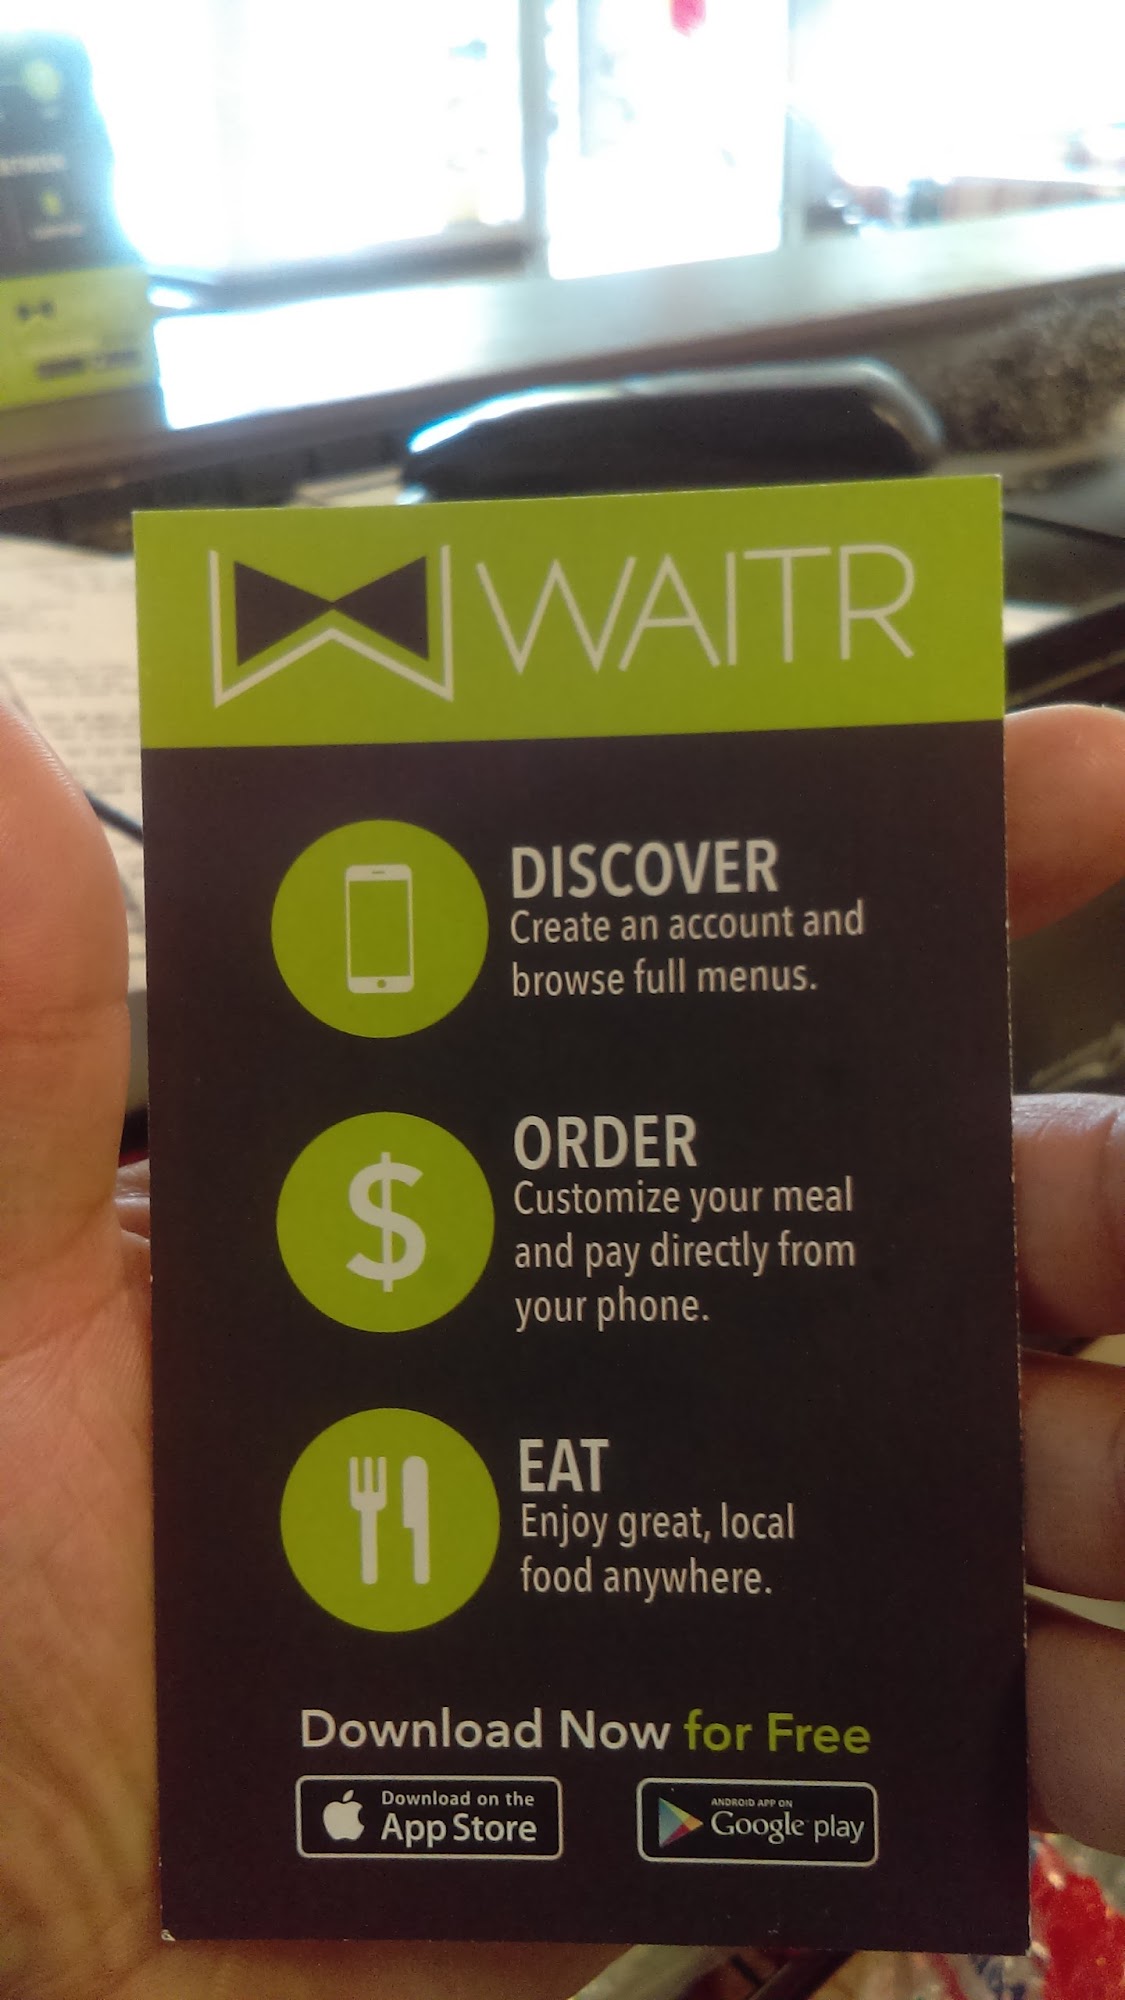 WAITR
DISCOVER
Create an account and
browse full menus.
ORDER
Customize your meal
and pay directly from
your phone.
EAT
Enjoy great, local
food anywhere.
Download Now for Free
Download on the
App Store
ANDROID APP ON
Google play